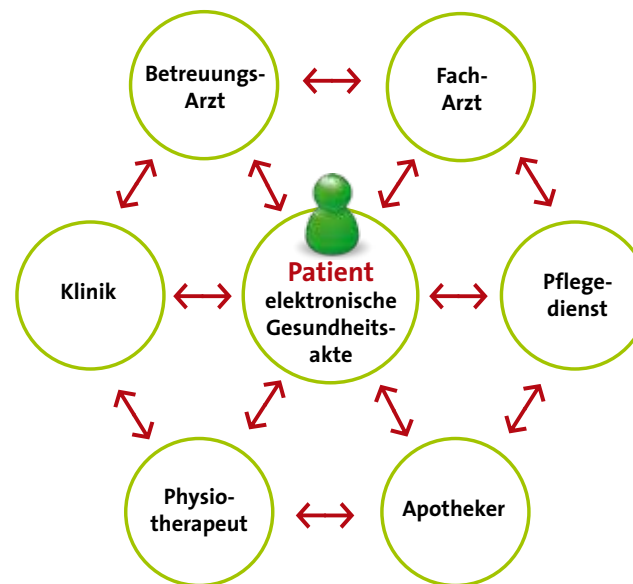 Betreuungs-
Arzt
Fach-
Arzt
Klinik
Patient
elektronische
Gesundheits-
akte
Pflege-
dienst
Physio-
therapeut
Apotheker